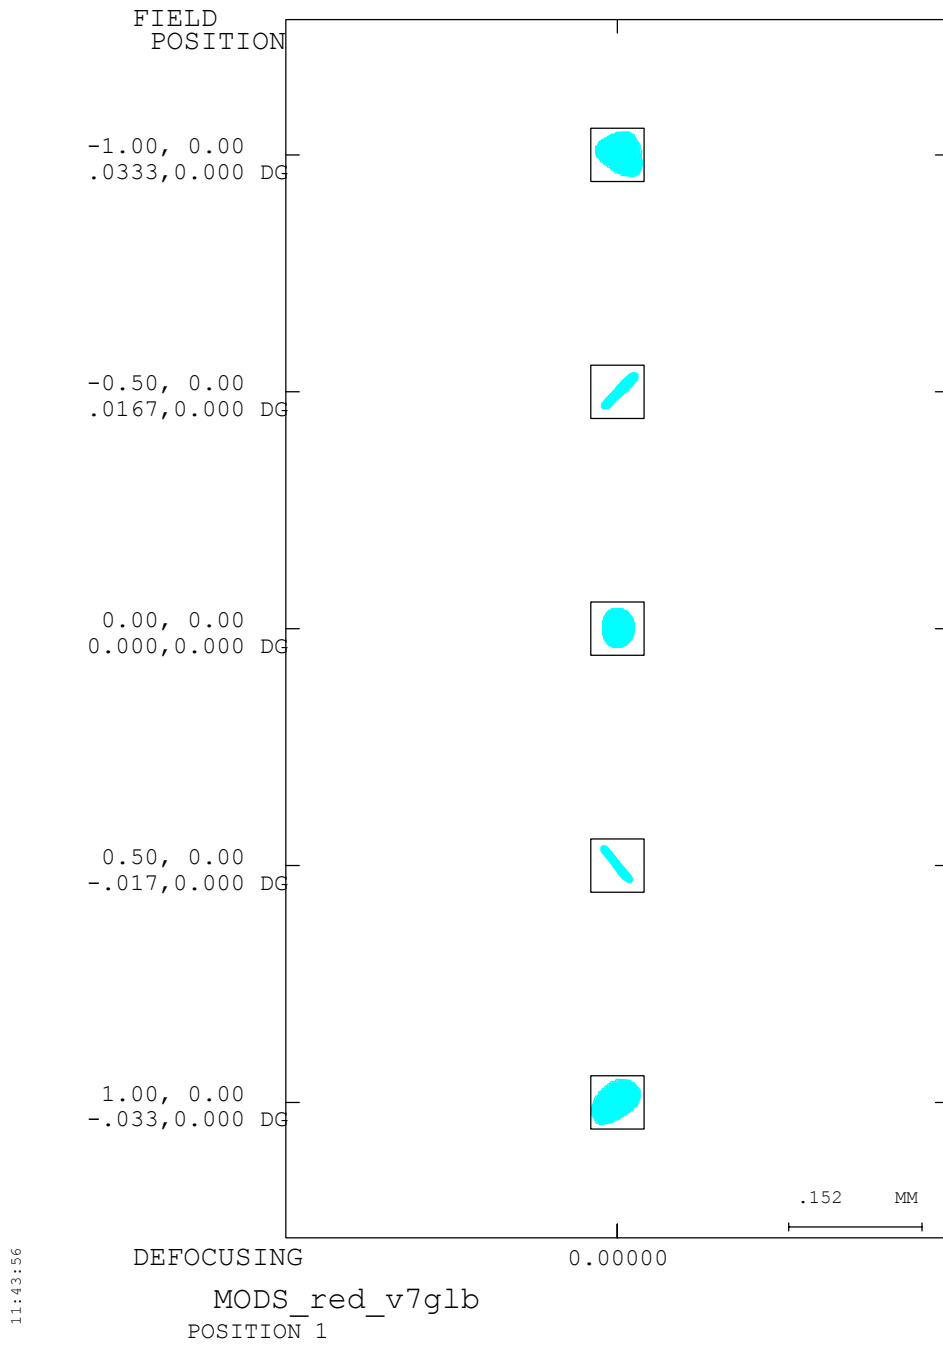 FIELD
POSITION
-1.00, 0.00
.0333,0.000 DG
-0.50, 0.00
.0167,0.000 DG
0.00, 0.00
0.000,0.000 DG
0.50, 0.00
-.017,0.000 DG
1.00, 0.00
-.033,0.000 DG
.152 MM
DEFOCUSING 0.00000
MODS_red_v7glb
POSITION 1
11:43:56